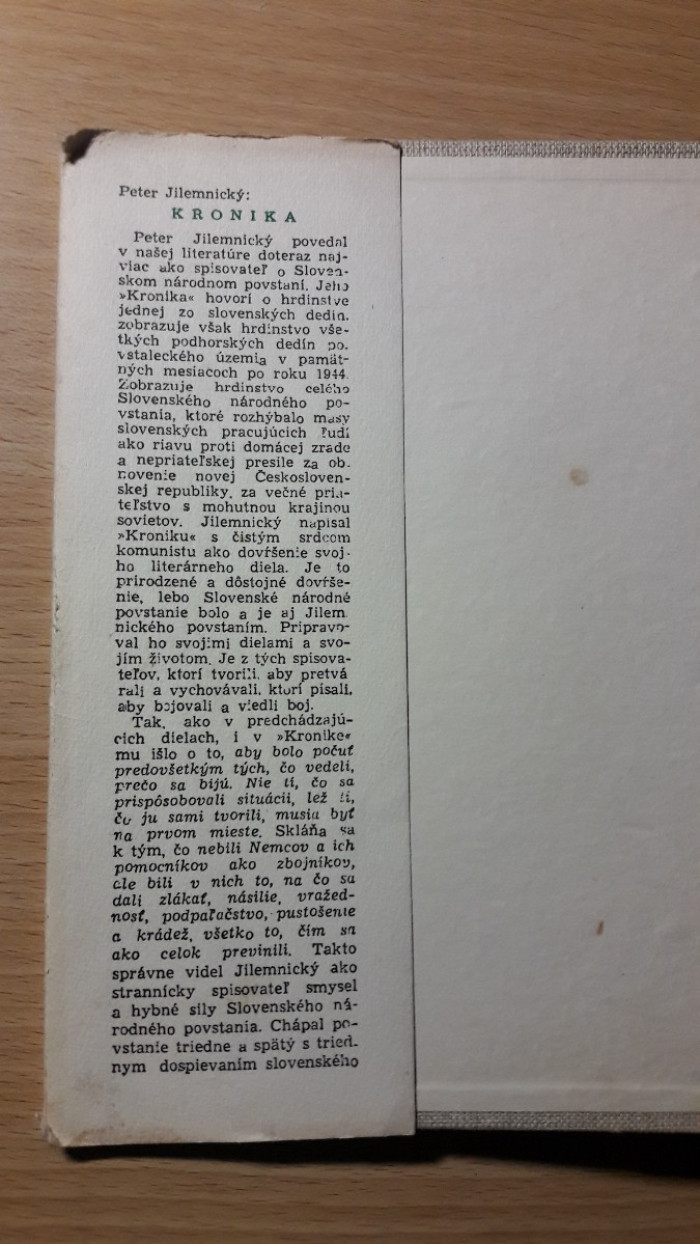 Peter Jilemnický:
KRONIKA
Peter Jilemnický povedal
v našej literatúre doteraz naj-
viac ako spisovateľ o Sloven-
skom národnom povstaní. Jeho
»Kronika« hovorí o hrdinstve
jednej zo slovenských dedín.
zobrazuje však hrdinstvo vše-
tkých podhorských dedín po-
vstaleckého územia v pamät-
ných mesiacoch po roku 1944.
Zobrazuje hrdinstvo celého
Slovenského národného po-
vstania, ktoré rozhýbalo masy
slovenských pracujúcich ľudí
ako riavu proti domácej zrade
a nepriateľskej presile za ob-
novenie novej Českosloven-
skej republiky, za večné pria-
teľstvo s mohutnou krajinou
sovietov. Jilemnický napísal
»Kroniku« s čistým srdcom
komunistu ako dovŕšenie svoj-
ho literárneho diela. Je to
prirodzené a dôstojné dovŕše-
nie, lebo Slovenské národné
povstanie bolo a je aj Jilem
nického povstaním. Pripravo-
val ho svojimi dielami a svo-
jím životom. Je z tých spisova-
teľov, ktorí tvorili, aby pretvá
rali a vychovávali, ktorí písali,
aby bojovali a viedli boj.
Tak, ako v predchádzajú-
cich dielach, i v »Kronike«
mu išlo o to, aby bolo počuť
predovšetkým tých, čo vedeli,
prečo sa bijú. Nie tí, čo sa
prispôsobovali situácii, lež tí,
čo ju sami tvorili, musia byť
na prvom mieste. Skláňa sa
k tým, čo nebili Nemcov a ich
pomocníkov ako zbojníkov,
ale bili v nich to, na čo sa
dali zlákať, násilie, vražed-
nosť, podpaľačstvo, pustošenie
a krádež, všetko to, čím sa
ako celok previnili. Takto
správne videl Jilemnický ako
strannícky spisovateľ smysel
a hybné sily Slovenského ná-
rodného povstania. Chápal po-
vstanie triedne a spätý s tried-
nym dospievaním slovenského